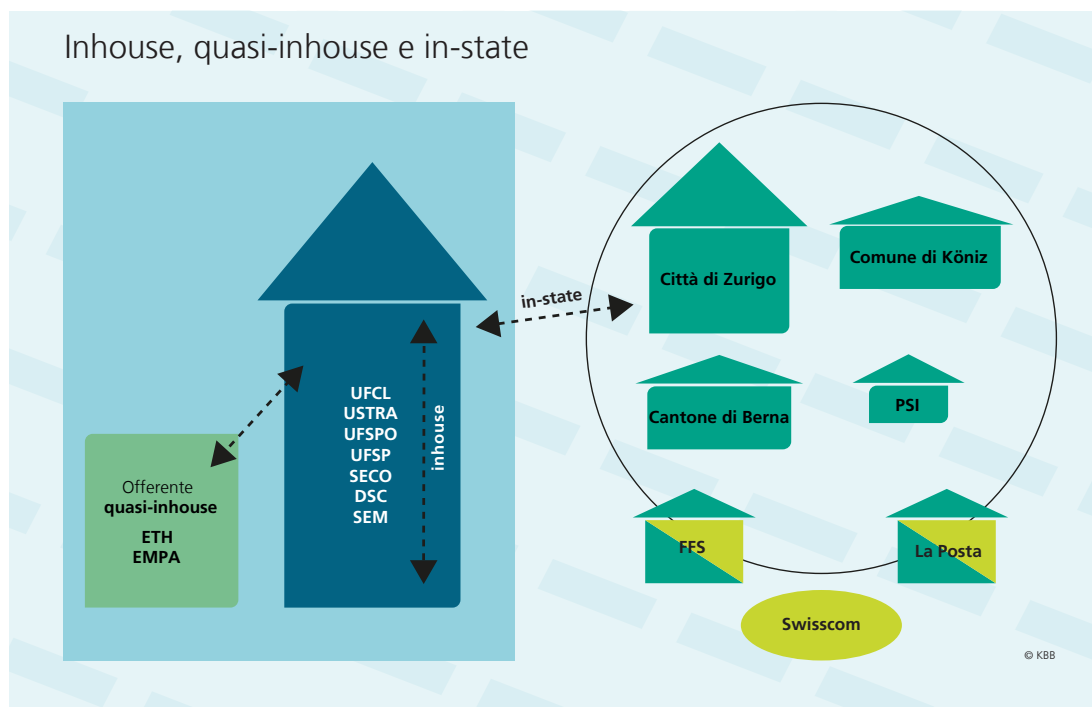 Inhouse, quasi-inhouse e in-state
Offerente
quasi-inhouse
ETH
EMPA
UFCL
USTRA
UFSPO
UFSP
SECO
DSC
SEM
inhouse
in-state
Città di Zurigo
Comune di Köniz
Cantone di Berna
PSI
FFS
La Posta
Swisscom
© KBB